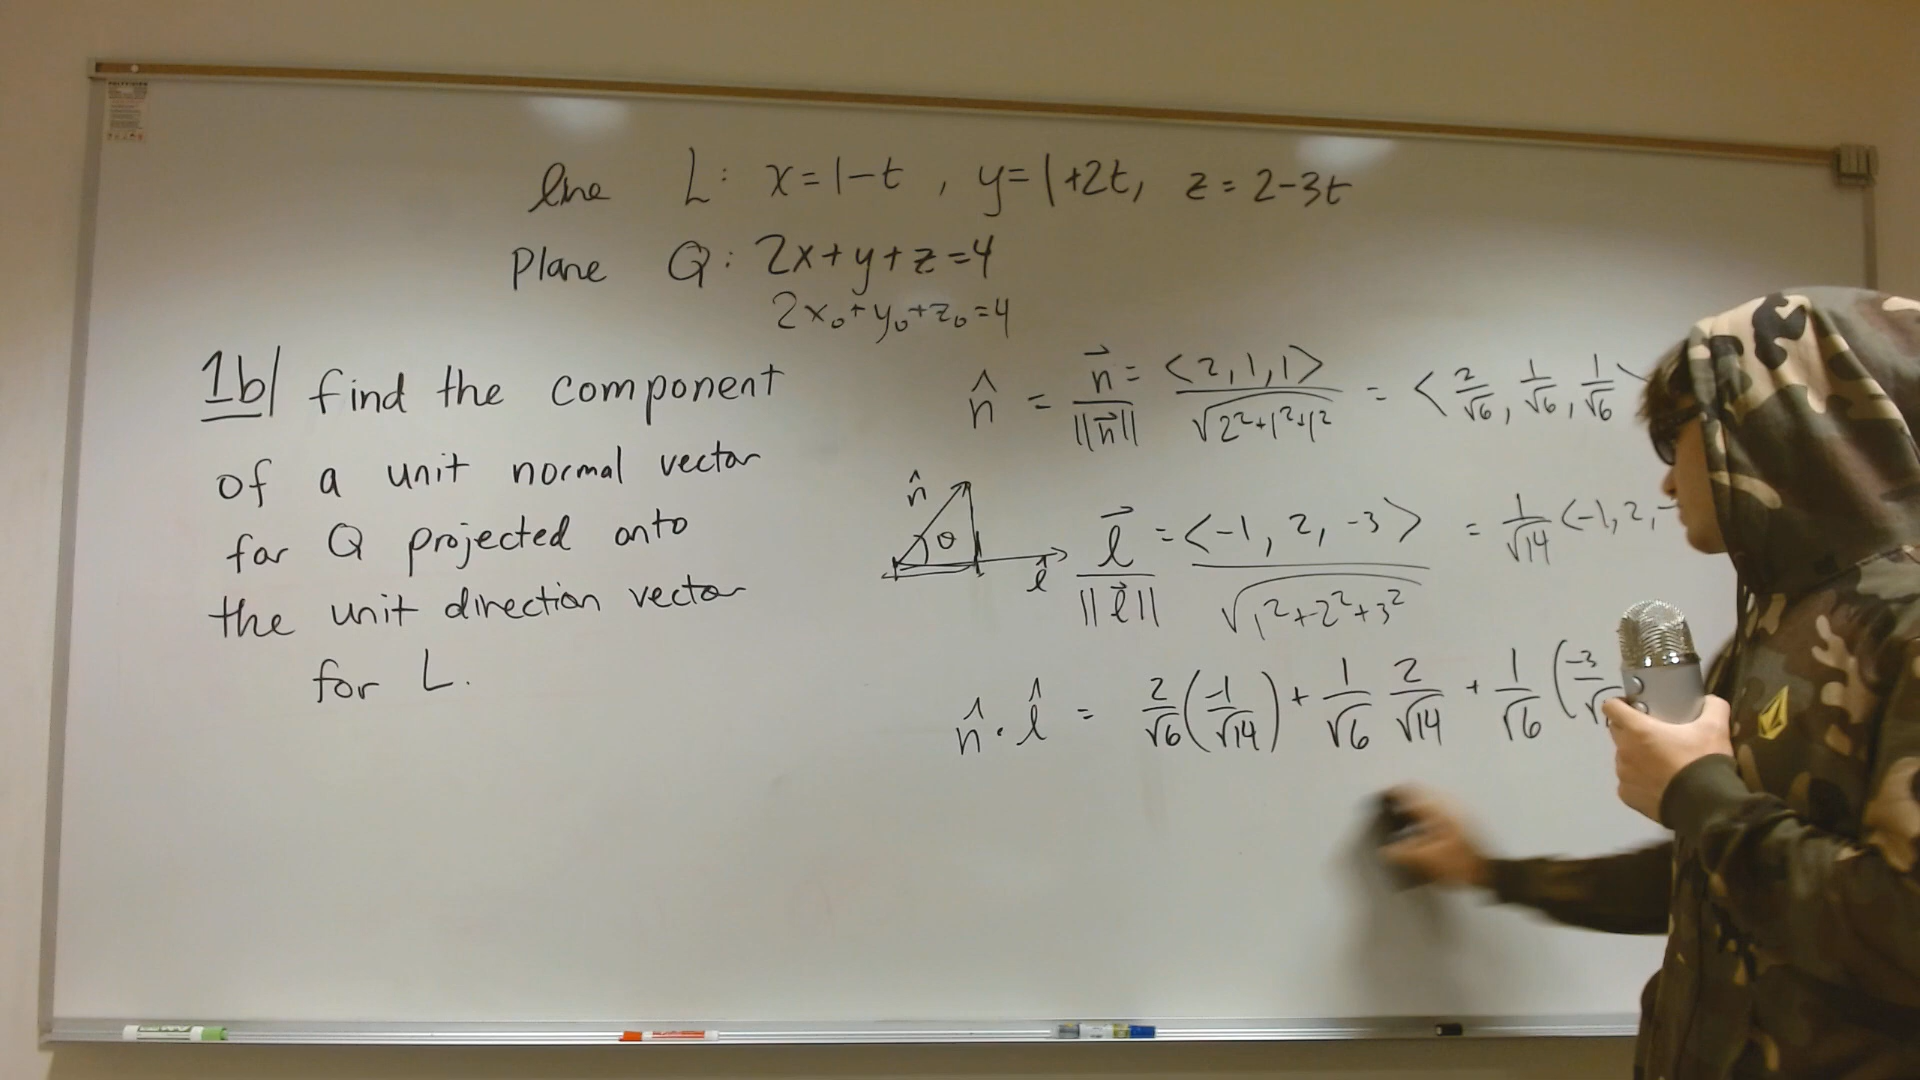 line L: x=1-t, y=1+2t, z=2-3t
Plane Q: 2x+y+z=4
2x₀+y₀+z₀=4
1b| find the component
of a unit normal vector
for Q projected onto
the unit direction vector
for L.
n̂ = n⃗/||n⃗|| = <2,1,1>/√(2²+1²+1²) = <2/√6, 1/√6, 1/√6>
n̂ θ l⃗
l⃗/||l⃗|| = <-1, 2, -3>/√(1²+2²+3²) = 1/√14 <-1, 2, -
n̂·l̂ = 2/√6(-1/√14) + 1/√6 2/√14 + 1/√6(-3/√